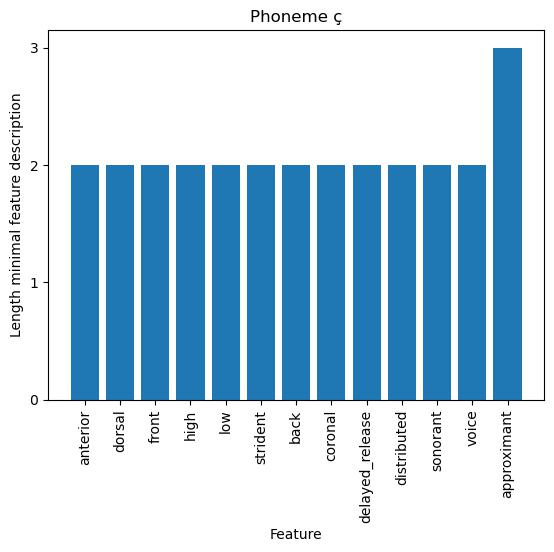 Phoneme ç
Length minimal feature description
3
2
1
0
anterior
dorsal
front
high
low
strident
back
coronal
delayed_release
distributed
sonorant
voice
approximant
Feature